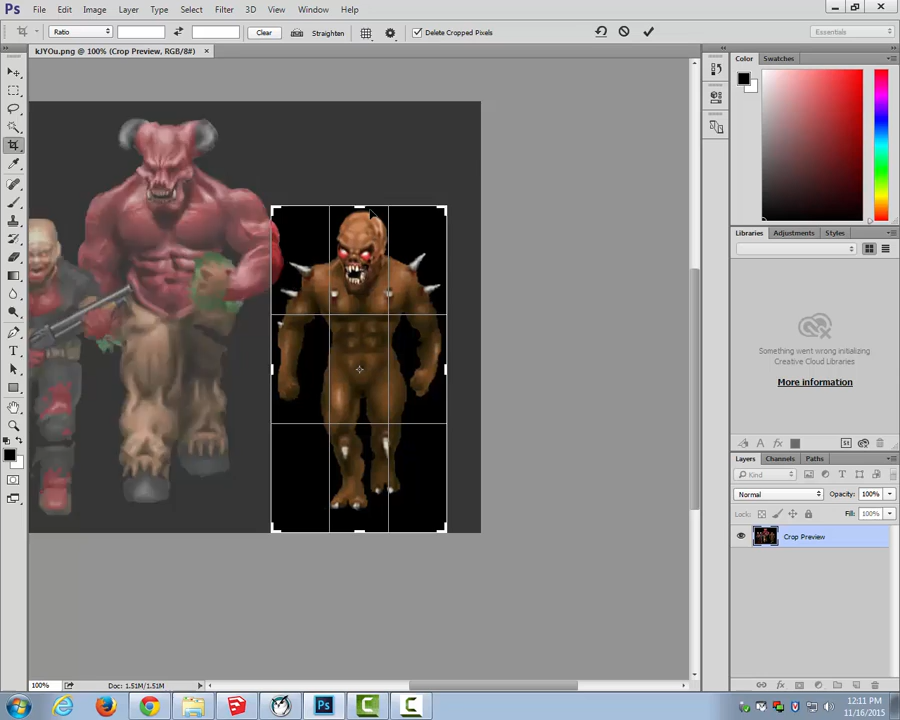 Ps File Edit Image Layer Type Select Filter 3D View Window Help
Ratio Clear Straighten Delete Cropped Pixels Essentials
kJYOu.png @ 100% (Crop Preview, RGB/8#) ×
Color Swatches
Libraries Adjustments Styles
Something went wrong initializing
Creative Cloud Libraries
More information
Layers Channels Paths
Kind
Normal Opacity: 100%
Lock: Fill: 100%
Crop Preview
100% Doc: 1.51M/1.51M
Ps 12:11 PM
11/16/2015